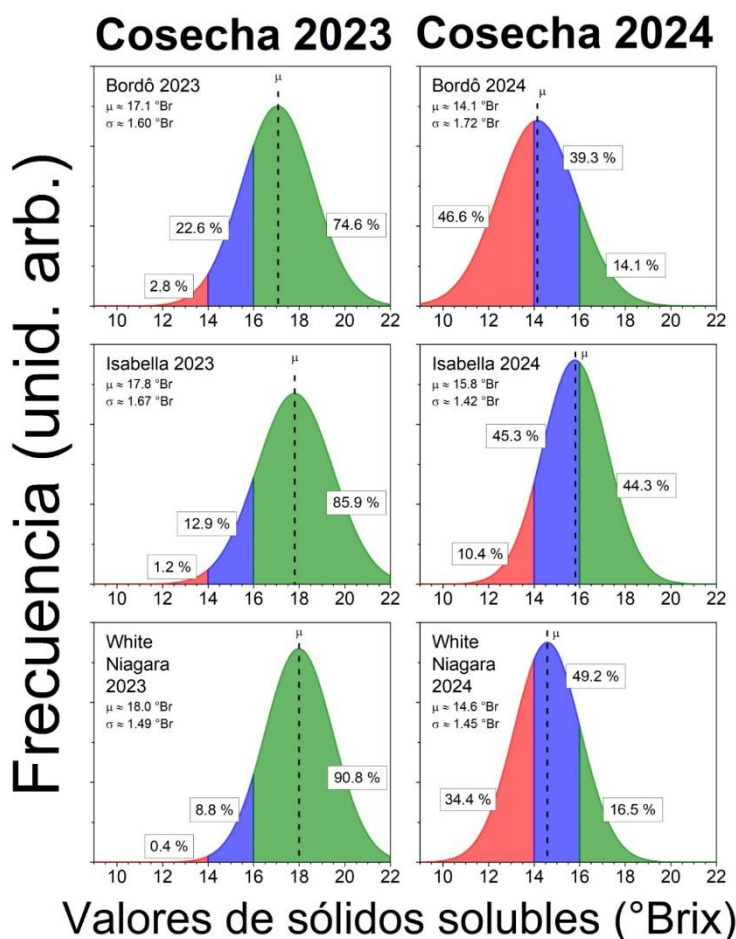 Cosecha 2023
Cosecha 2024
Frecuencia (unid. arb.)
Bordô 2023
μ ≈ 17.1 °Br
σ ≈ 1.60 °Br
μ
2.8 %
22.6 %
74.6 %
10 12 14 16 18 20 22
Bordô 2024
μ ≈ 14.1 °Br
σ ≈ 1.72 °Br
μ
46.6 %
39.3 %
14.1 %
10 12 14 16 18 20 22
Isabella 2023
μ ≈ 17.8 °Br
σ ≈ 1.67 °Br
μ
1.2 %
12.9 %
85.9 %
10 12 14 16 18 20 22
Isabella 2024
μ ≈ 15.8 °Br
σ ≈ 1.42 °Br
μ
10.4 %
45.3 %
44.3 %
10 12 14 16 18 20 22
White
Niagara
2023
μ ≈ 18.0 °Br
σ ≈ 1.49 °Br
μ
0.4 %
8.8 %
90.8 %
10 12 14 16 18 20 22
White
Niagara
2024
μ ≈ 14.6 °Br
σ ≈ 1.45 °Br
μ
34.4 %
49.2 %
16.5 %
10 12 14 16 18 20 22
Valores de sólidos solubles (°Brix)